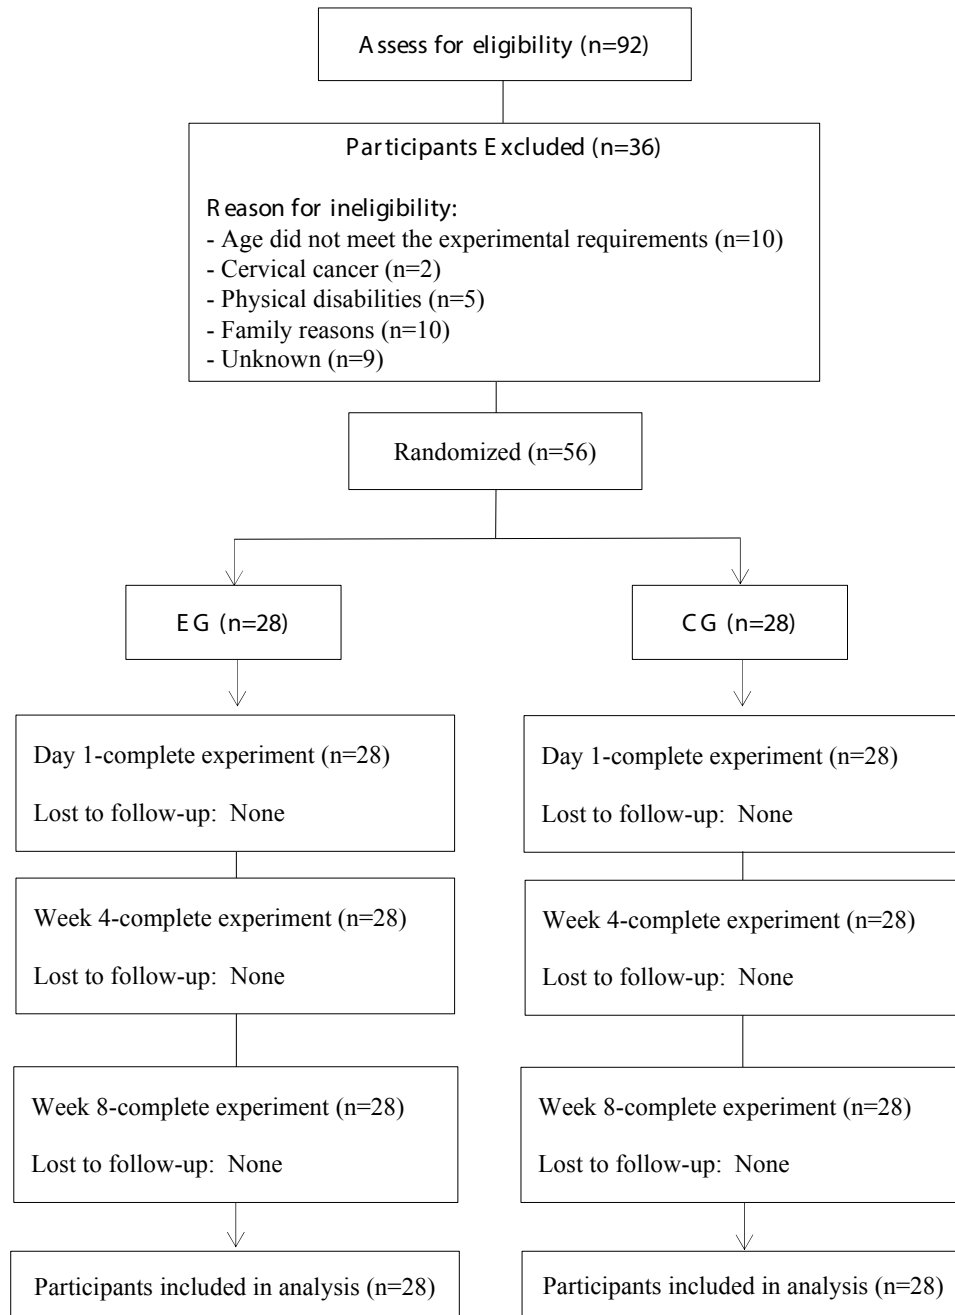 Assess for eligibility (n=92)
Participants Excluded (n=36)
Reason for ineligibility:
- Age did not meet the experimental requirements (n=10)
- Cervical cancer (n=2)
- Physical disabilities (n=5)
- Family reasons (n=10)
- Unknown (n=9)
Randomized (n=56)
EG (n=28)
CG (n=28)
Day 1-complete experiment (n=28)
Lost to follow-up: None
Day 1-complete experiment (n=28)
Lost to follow-up: None
Week 4-complete experiment (n=28)
Lost to follow-up: None
Week 4-complete experiment (n=28)
Lost to follow-up: None
Week 8-complete experiment (n=28)
Lost to follow-up: None
Week 8-complete experiment (n=28)
Lost to follow-up: None
Participants included in analysis (n=28)
Participants included in analysis (n=28)